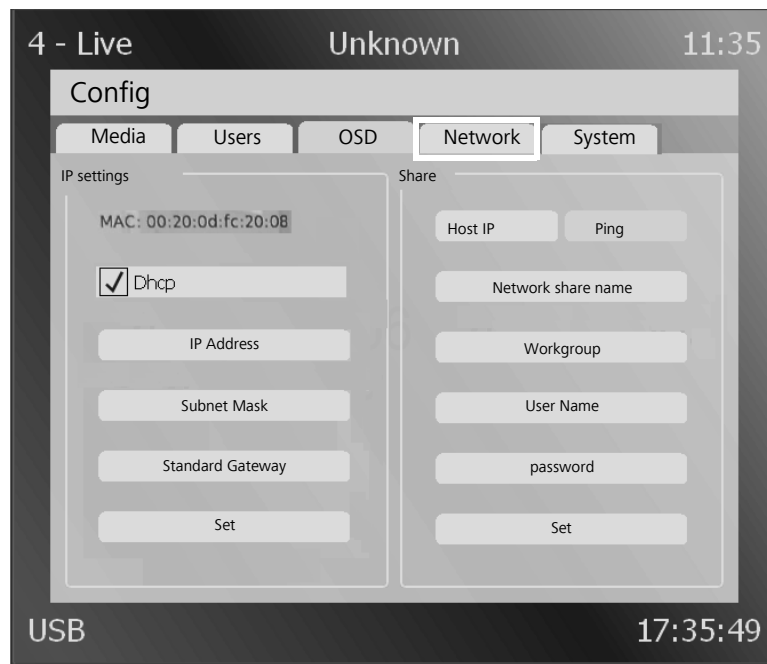 4 - Live Unknown 11:35
Config
Media Users OSD Network System
IP settings Share
MAC: 00:20:0d:fc:20:08
Host IP Ping
Dhcp
Network share name
IP Address
Workgroup
Subnet Mask
User Name
Standard Gateway
password
Set
Set
USB 17:35:49